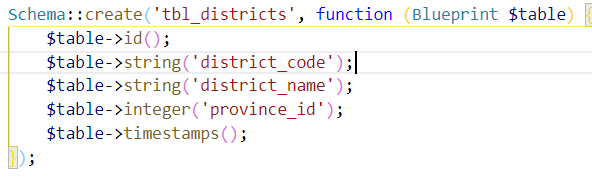 Schema::create('tbl_districts', function (Blueprint $table) {
$table->id();
$table->string('district_code');
$table->string('district_name');
$table->integer('province_id');
$table->timestamps();
});